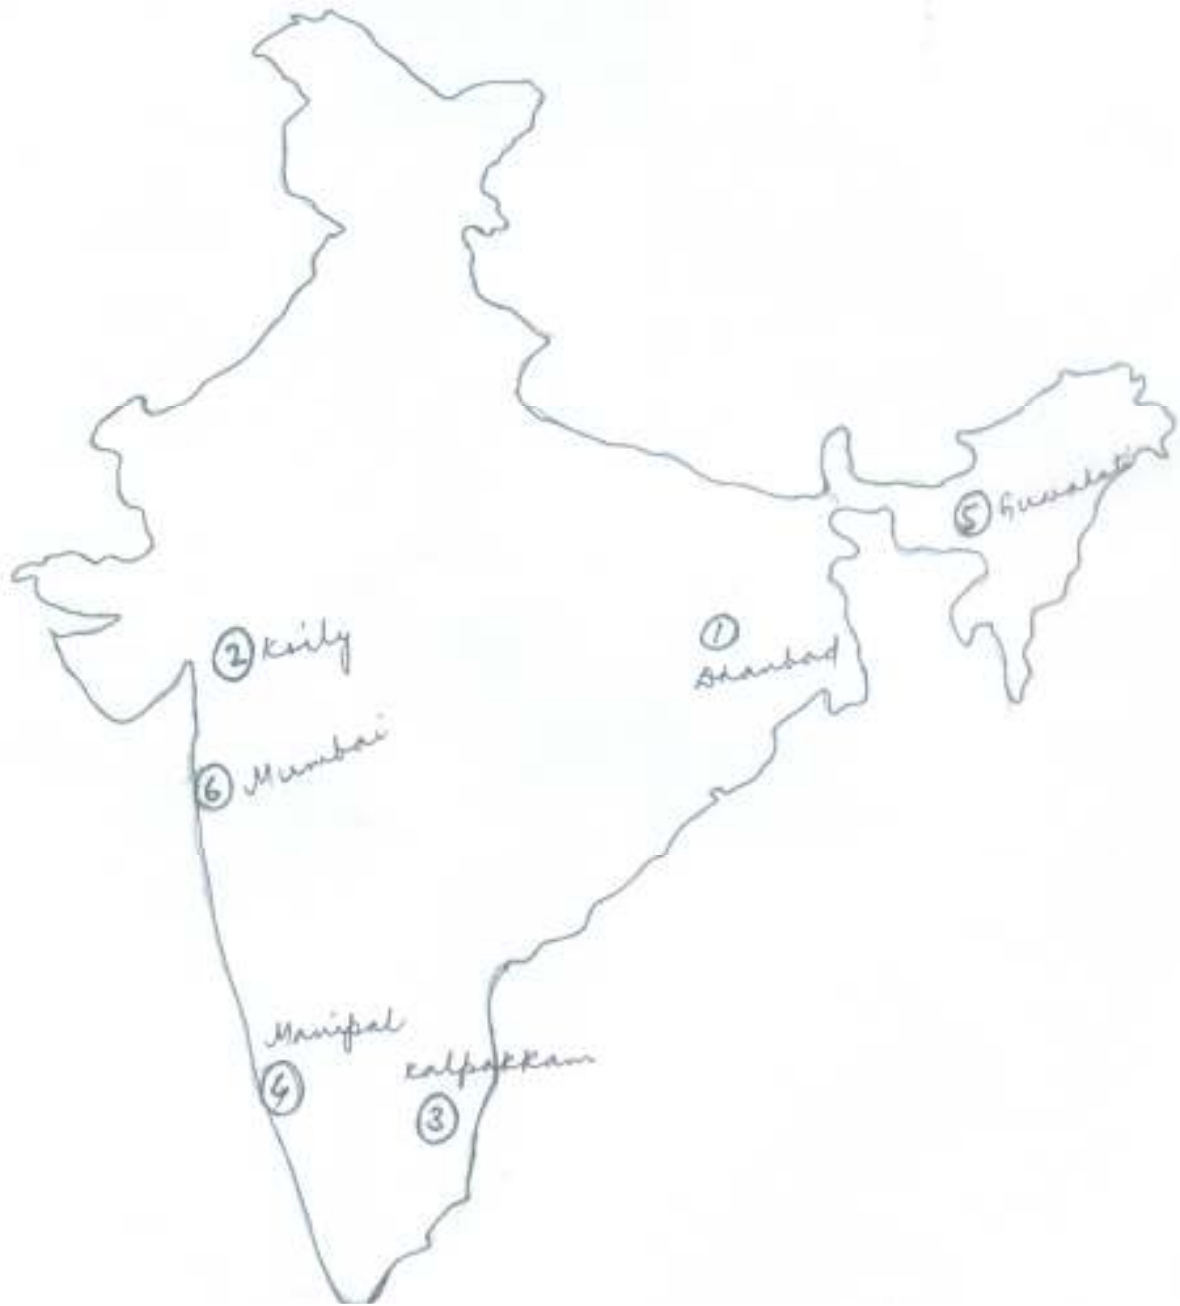 ⑤ Guwahati
①
② Koily
Dhanbad
⑥ Mumbai
Manipal
Kalpakkam
④
③